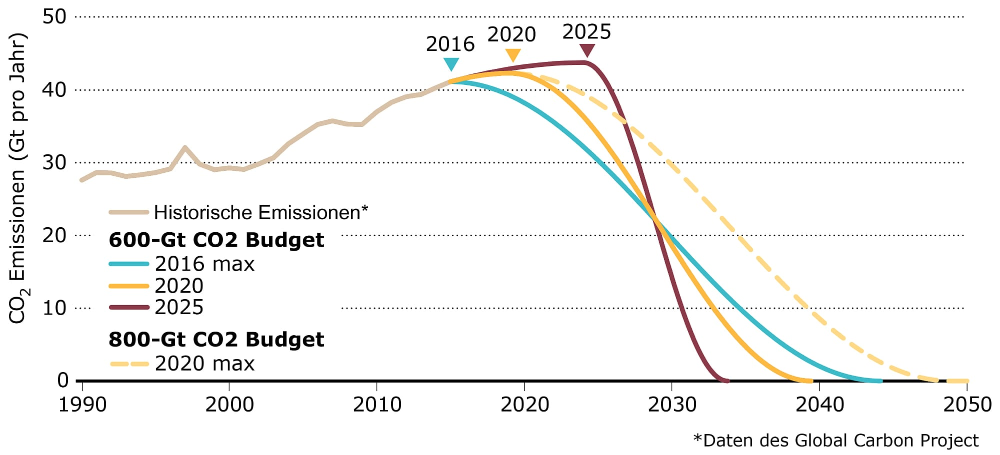 CO2 Emissionen (Gt pro Jahr)
50
40
30
20
10
0
2016
2020
2025
Historische Emissionen*
600-Gt CO2 Budget
2016 max
2020
2025
800-Gt CO2 Budget
2020 max
1990 2000 2010 2020 2030 2040 2050
*Daten des Global Carbon Project